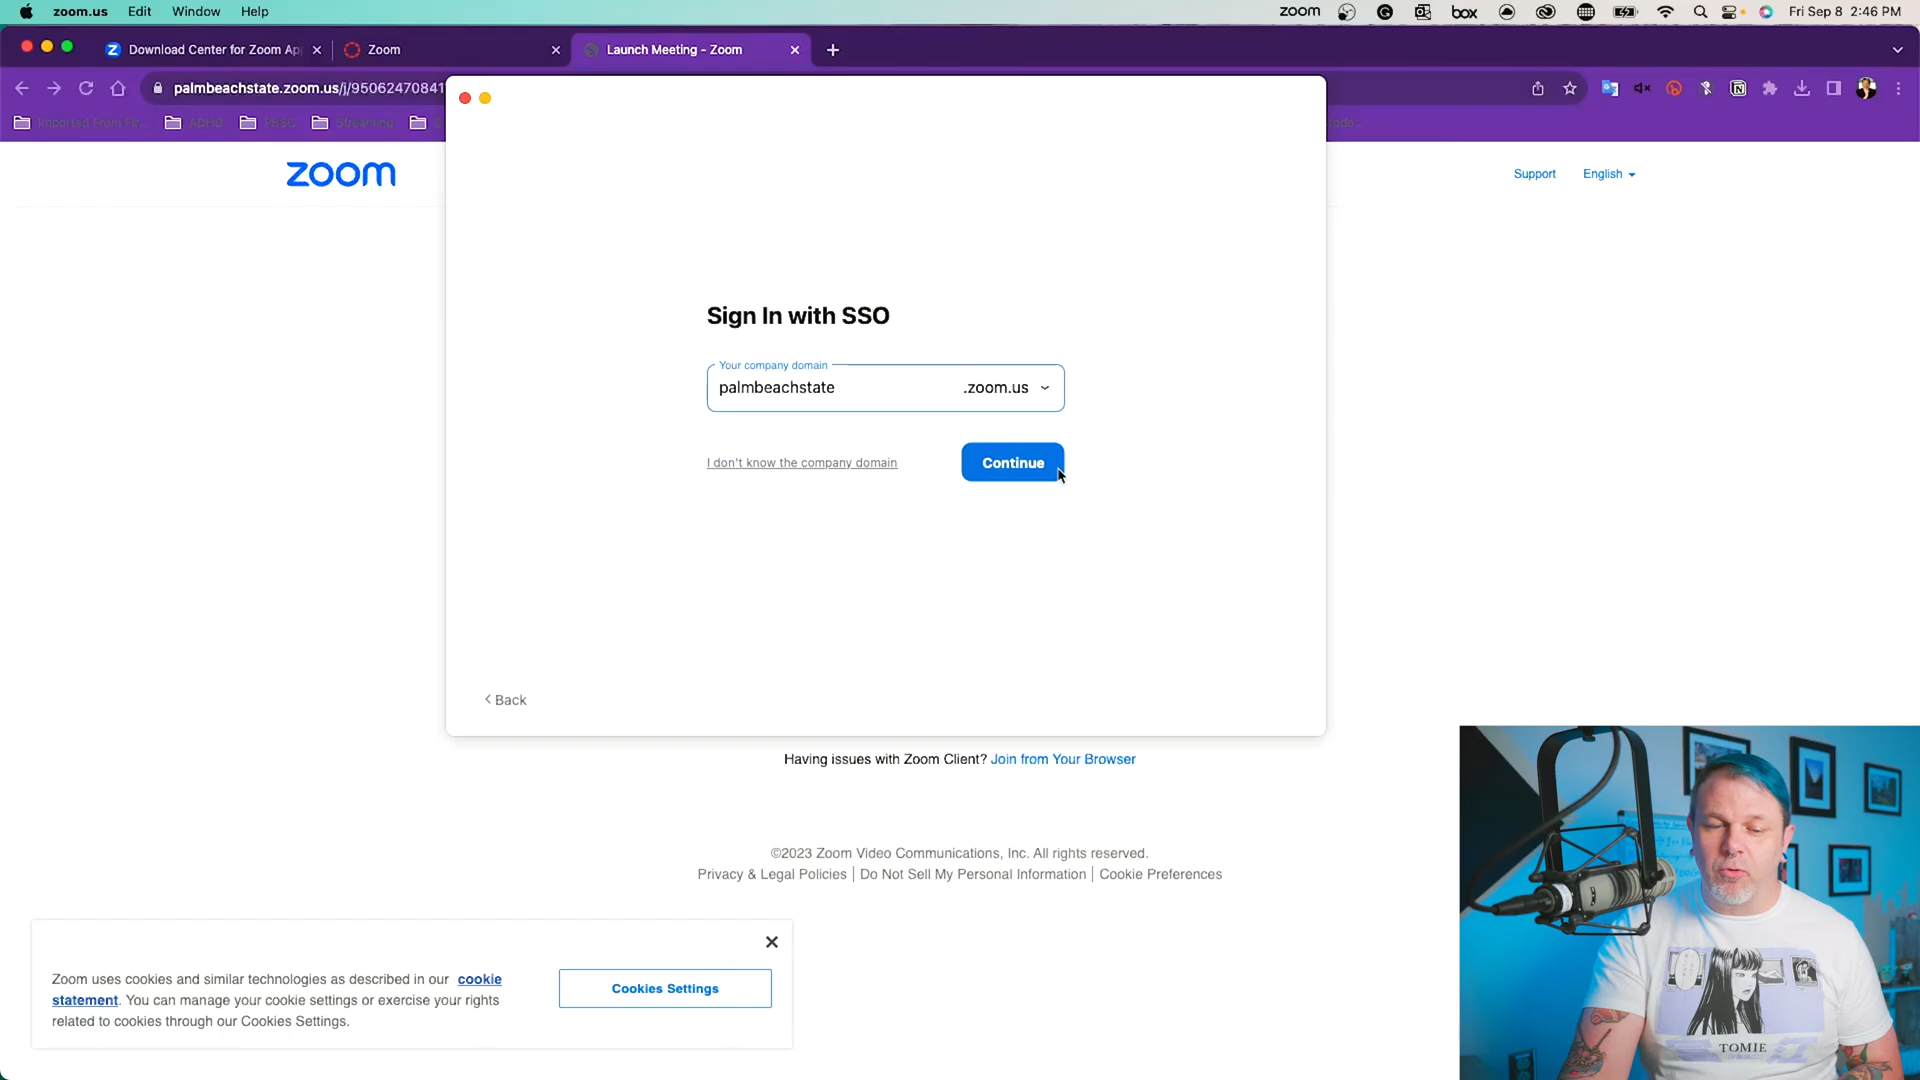 zoom.us Edit Window Help zoom box Fri Sep 8 2:46 PM
Download Center for Zoom Ap Zoom Launch Meeting - Zoom
palmbeachstate.zoom.us/j/9506247084
Imported From Fir... ADHD PBSC Streaming
zoom Support English
Sign In with SSO
Your company domain
palmbeachstate .zoom.us
I don't know the company domain Continue
Back
Having issues with Zoom Client? Join from Your Browser
©2023 Zoom Video Communications, Inc. All rights reserved.
Privacy & Legal Policies | Do Not Sell My Personal Information | Cookie Preferences
Zoom uses cookies and similar technologies as described in our cookie
statement. You can manage your cookie settings or exercise your rights
related to cookies through our Cookies Settings.
Cookies Settings
TOMIE